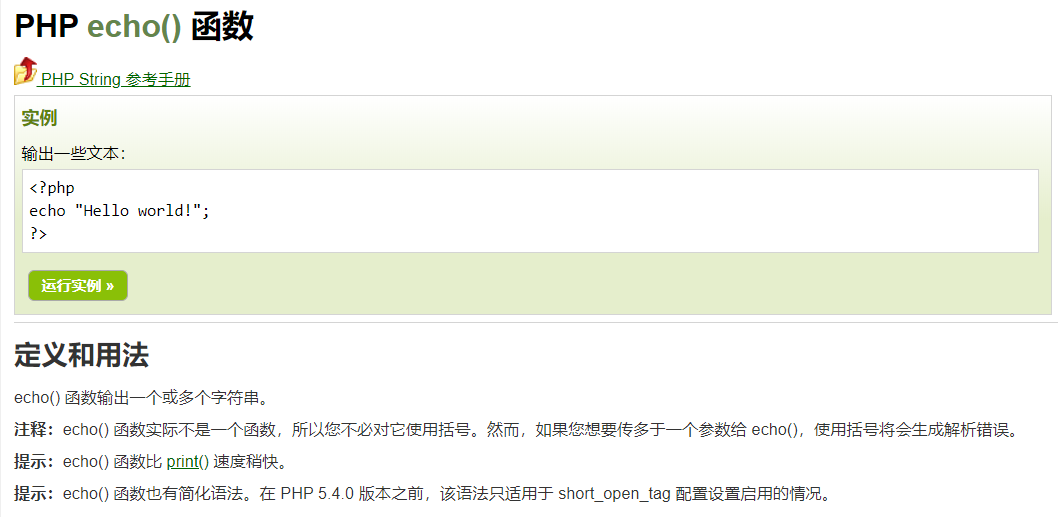 PHP echo() 函数
PHP String 参考手册
实例
输出一些文本：
<?php
echo "Hello world!";
?>
运行实例 »
定义和用法
echo() 函数输出一个或多个字符串。
注释：echo() 函数实际不是一个函数，所以您不必对它使用括号。然而，如果您想要传多于一个参数给 echo()，使用括号将会生成解析错误。
提示：echo() 函数比 print() 速度稍快。
提示：echo() 函数也有简化语法。在 PHP 5.4.0 版本之前，该语法只适用于 short_open_tag 配置设置启用的情况。